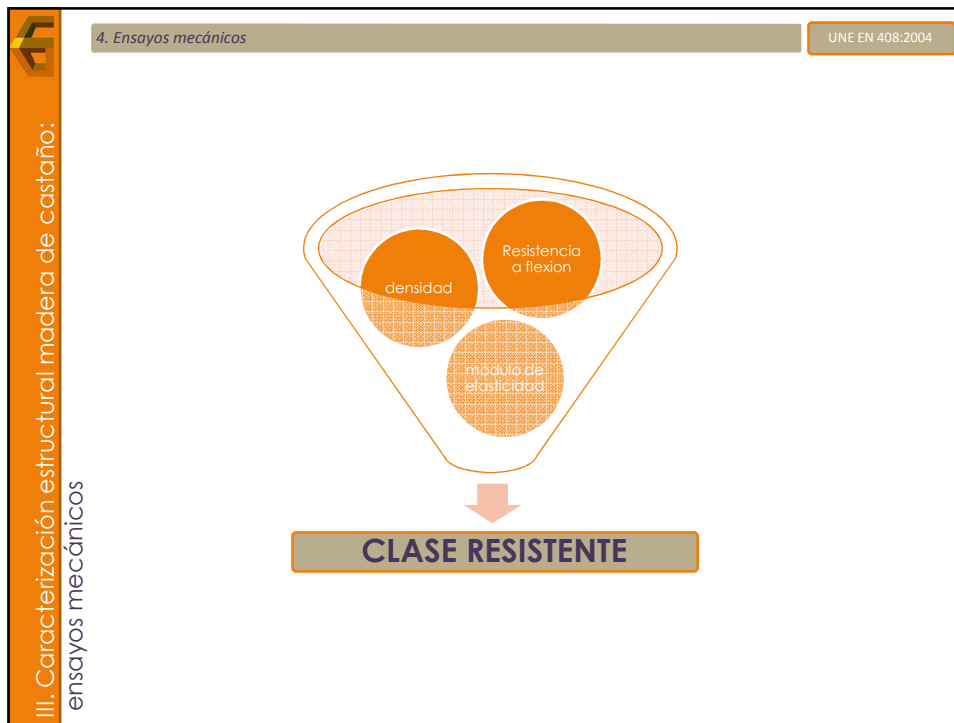 4. Ensayos mecánicos
UNE EN 408:2004
III. Caracterización estructural madera de castaño:
ensayos mecánicos
Resistencia
a flexion
densidad
modulo de
elasticidad
CLASE RESISTENTE